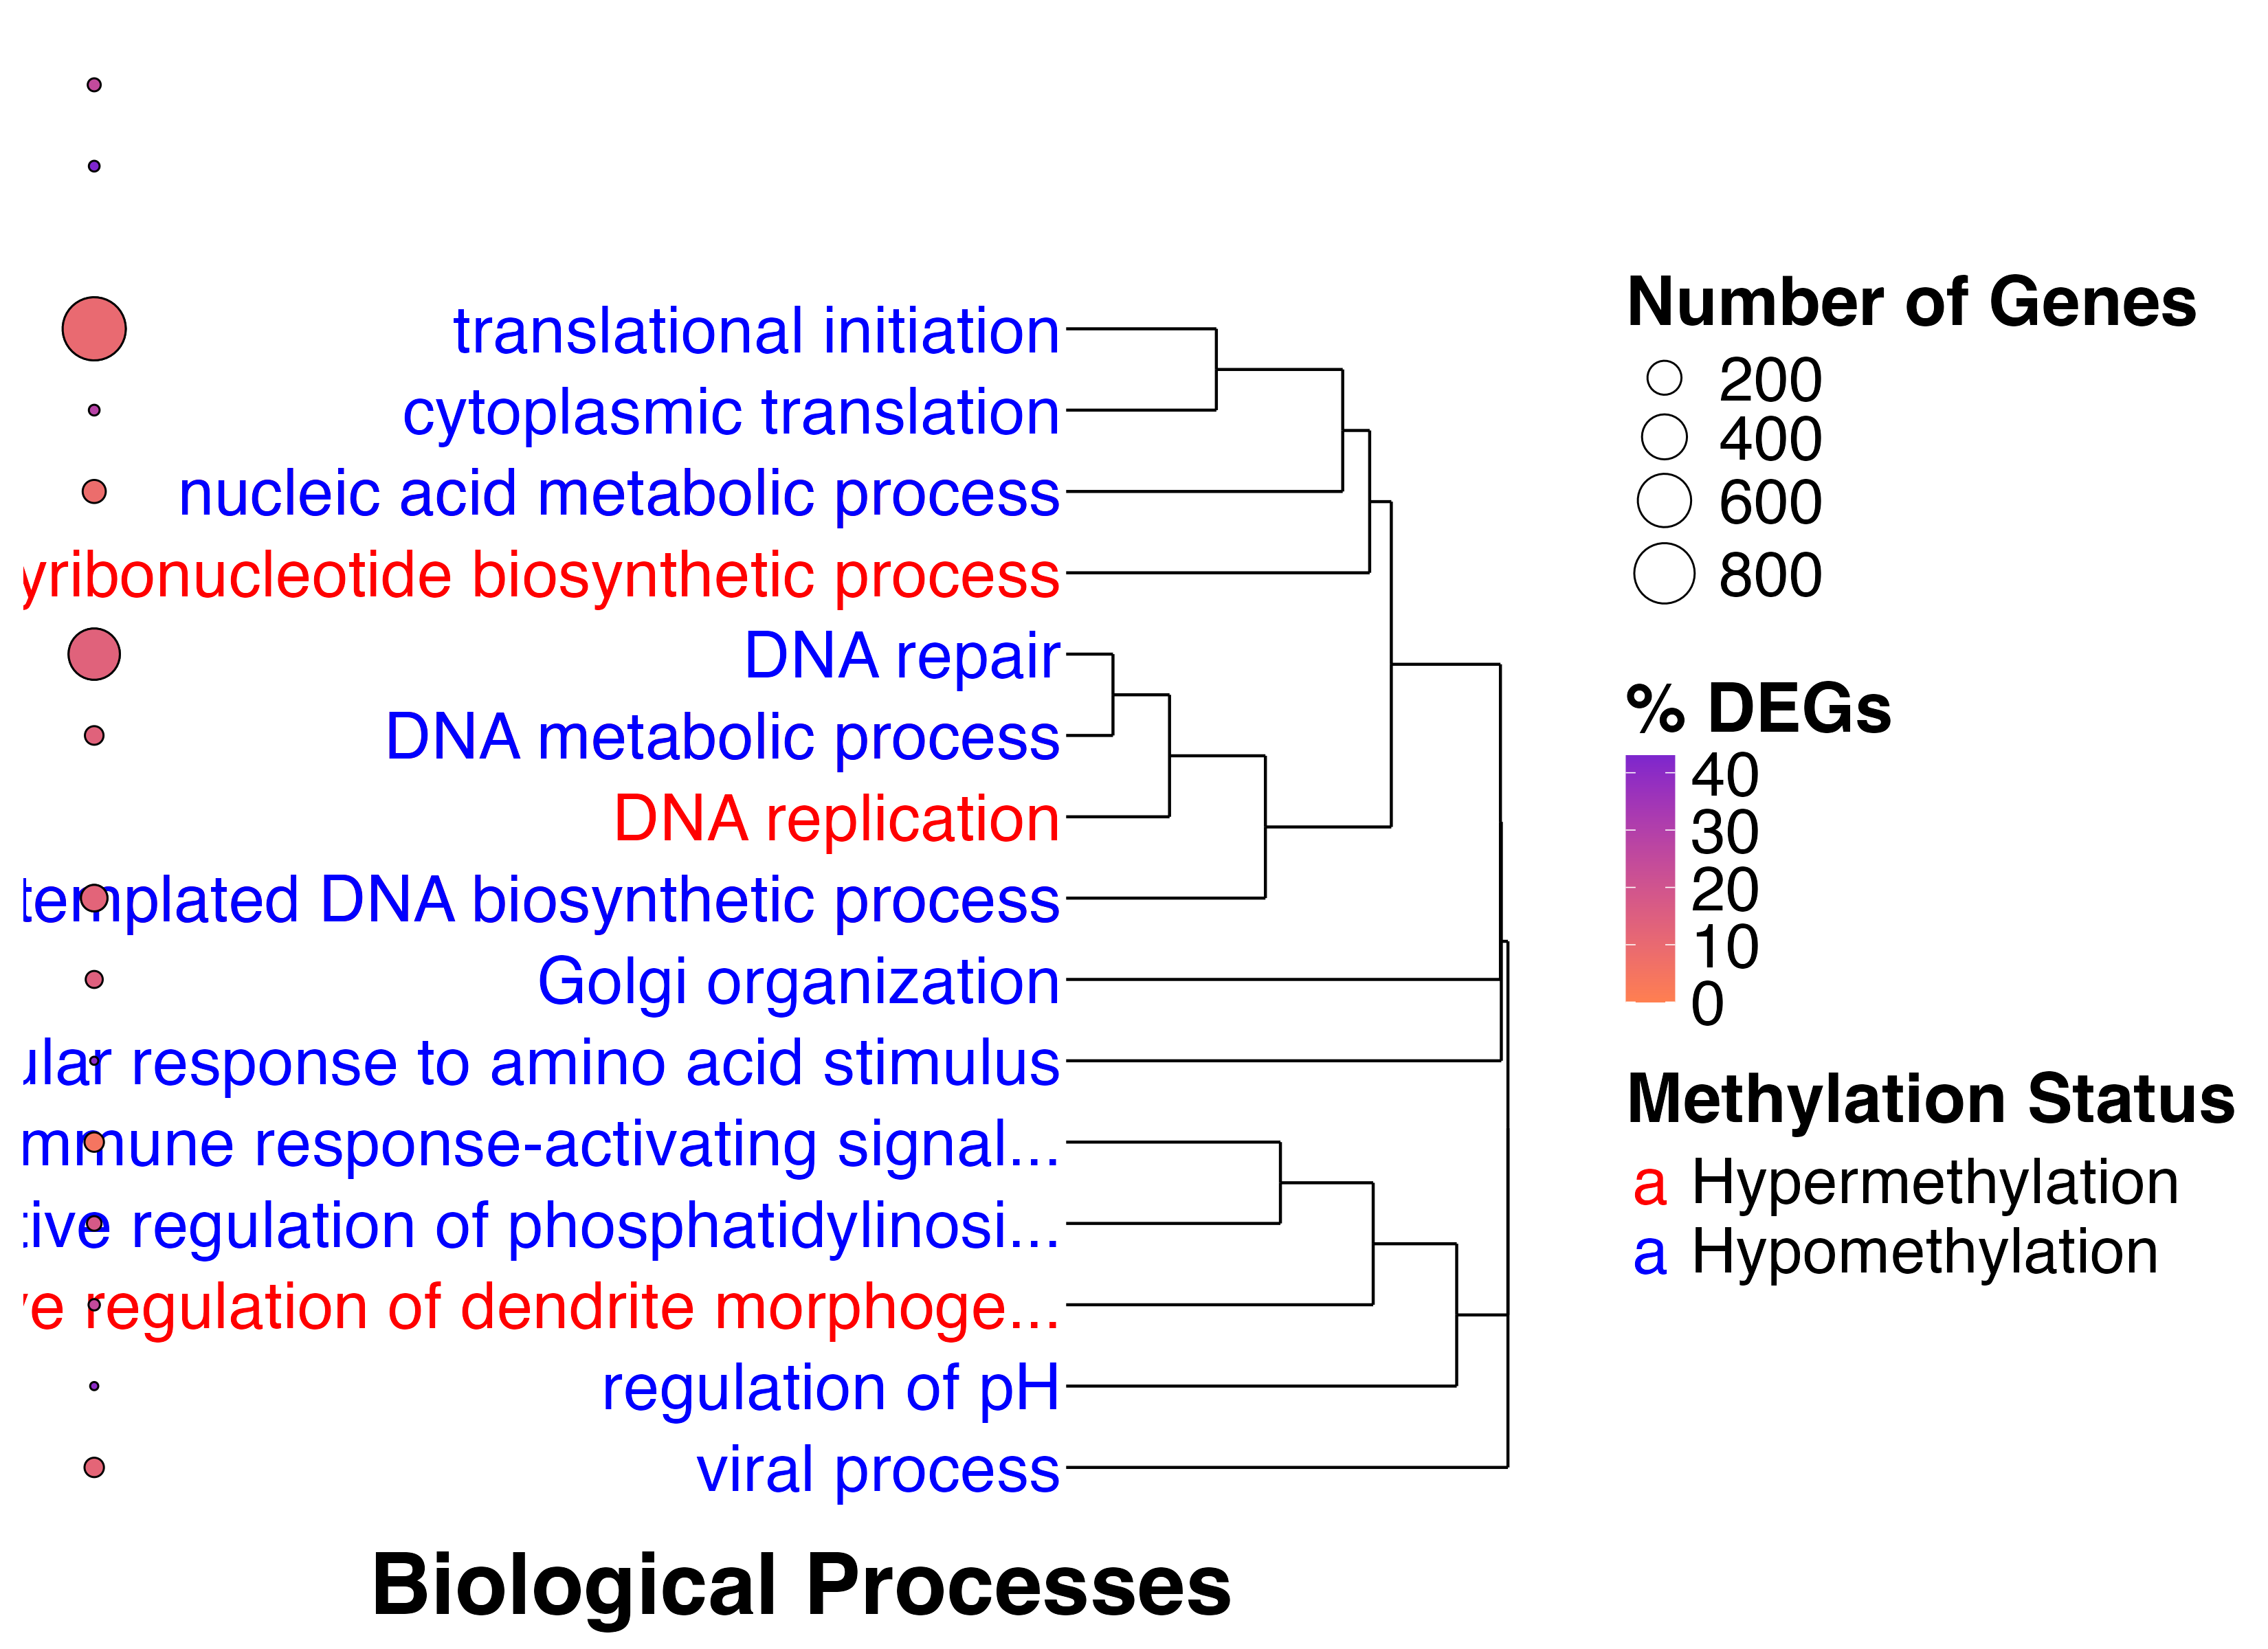 translational initiation
cytoplasmic translation
nucleic acid metabolic process
yribonucleotide biosynthetic process
DNA repair
DNA metabolic process
DNA replication
templated DNA biosynthetic process
Golgi organization
ular response to amino acid stimulus
mmune response-activating signal...
tive regulation of phosphatidylinosi...
e regulation of dendrite morphoge...
regulation of pH
viral process
Biological Processes
Number of Genes
200
400
600
800
% DEGs
40
30
20
10
0
Methylation Status
a Hypermethylation
a Hypomethylation